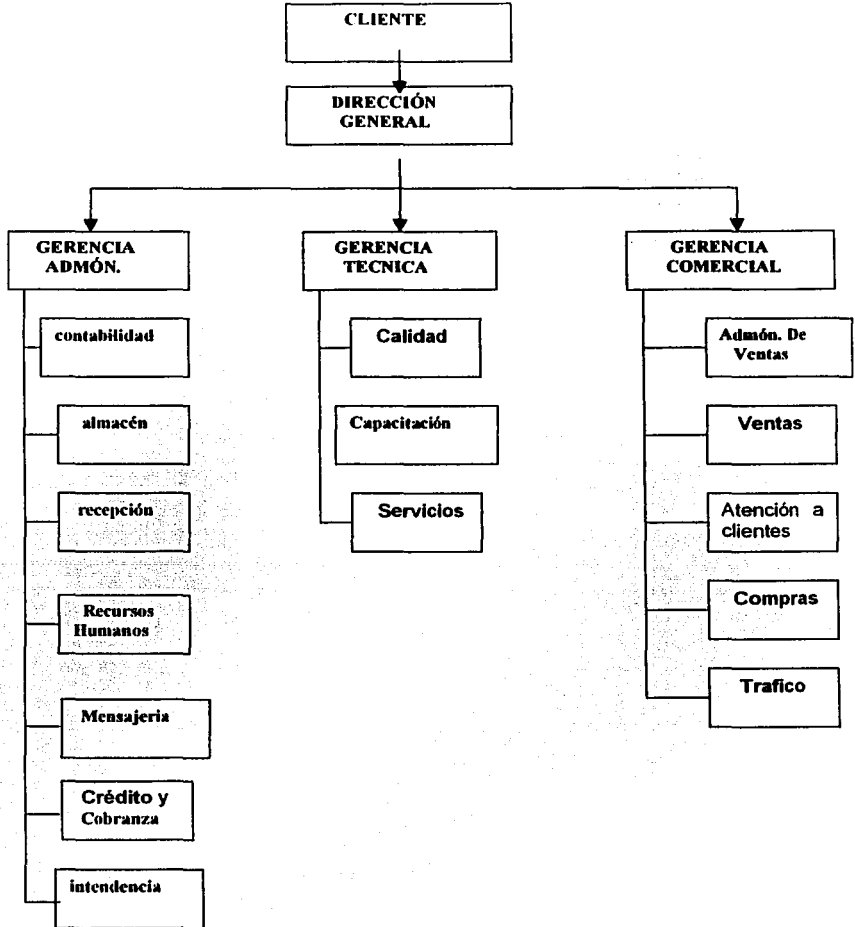 CLIENTE
DIRECCIÓN
GENERAL
GERENCIA
ADMÓN.
contabilidad
almacén
recepción
Recursos
Humanos
Mensajeria
Crédito y
Cobranza
intendencia
GERENCIA
TECNICA
Calidad
Capacitación
Servicios
GERENCIA
COMERCIAL
Admón. De
Ventas
Ventas
Atención a
clientes
Compras
Trafico